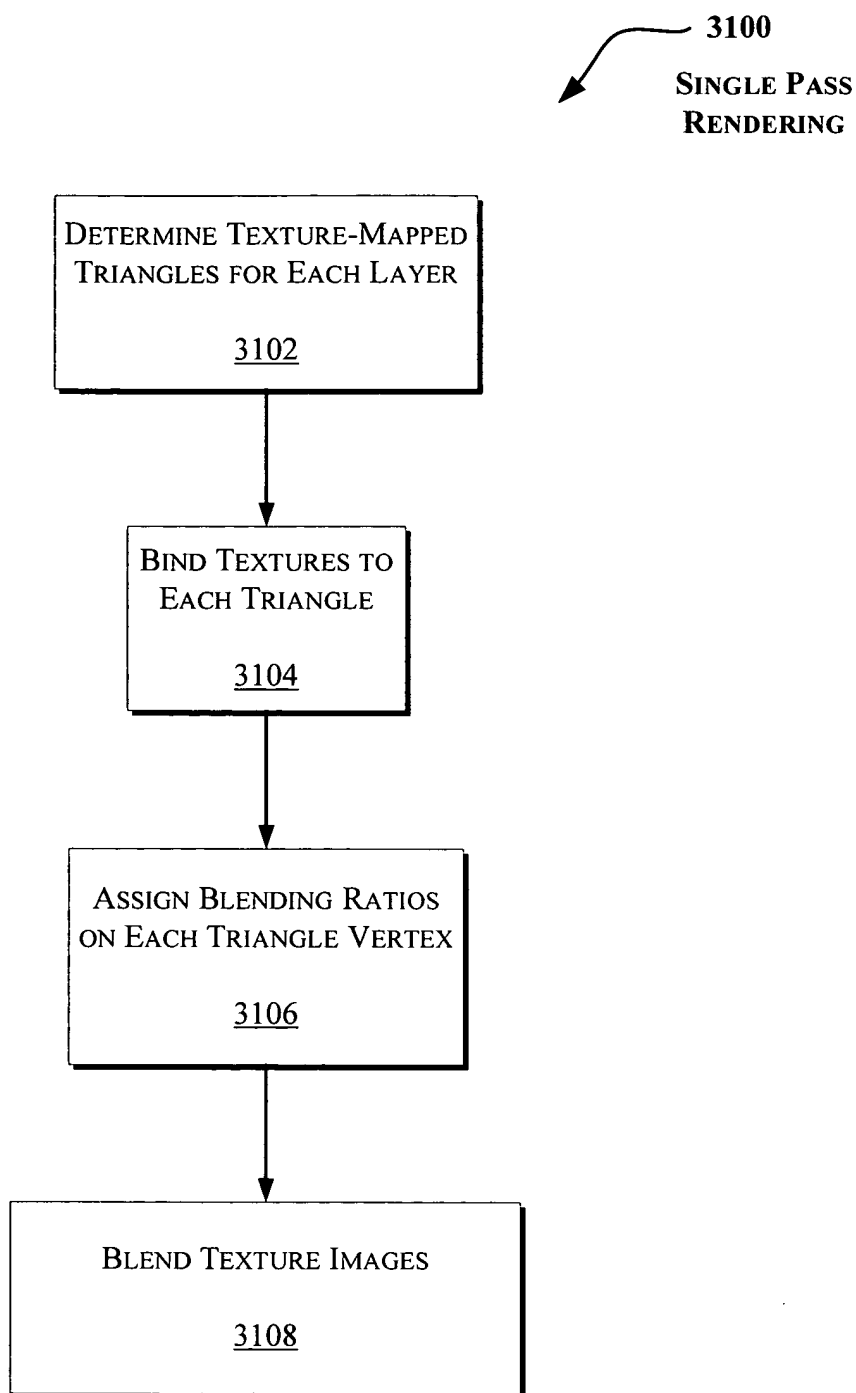 3100
SINGLE PASS
RENDERING
DETERMINE TEXTURE-MAPPED
TRIANGLES FOR EACH LAYER
3102
BIND TEXTURES TO
EACH TRIANGLE
3104
ASSIGN BLENDING RATIOS
ON EACH TRIANGLE VERTEX
3106
BLEND TEXTURE IMAGES
3108